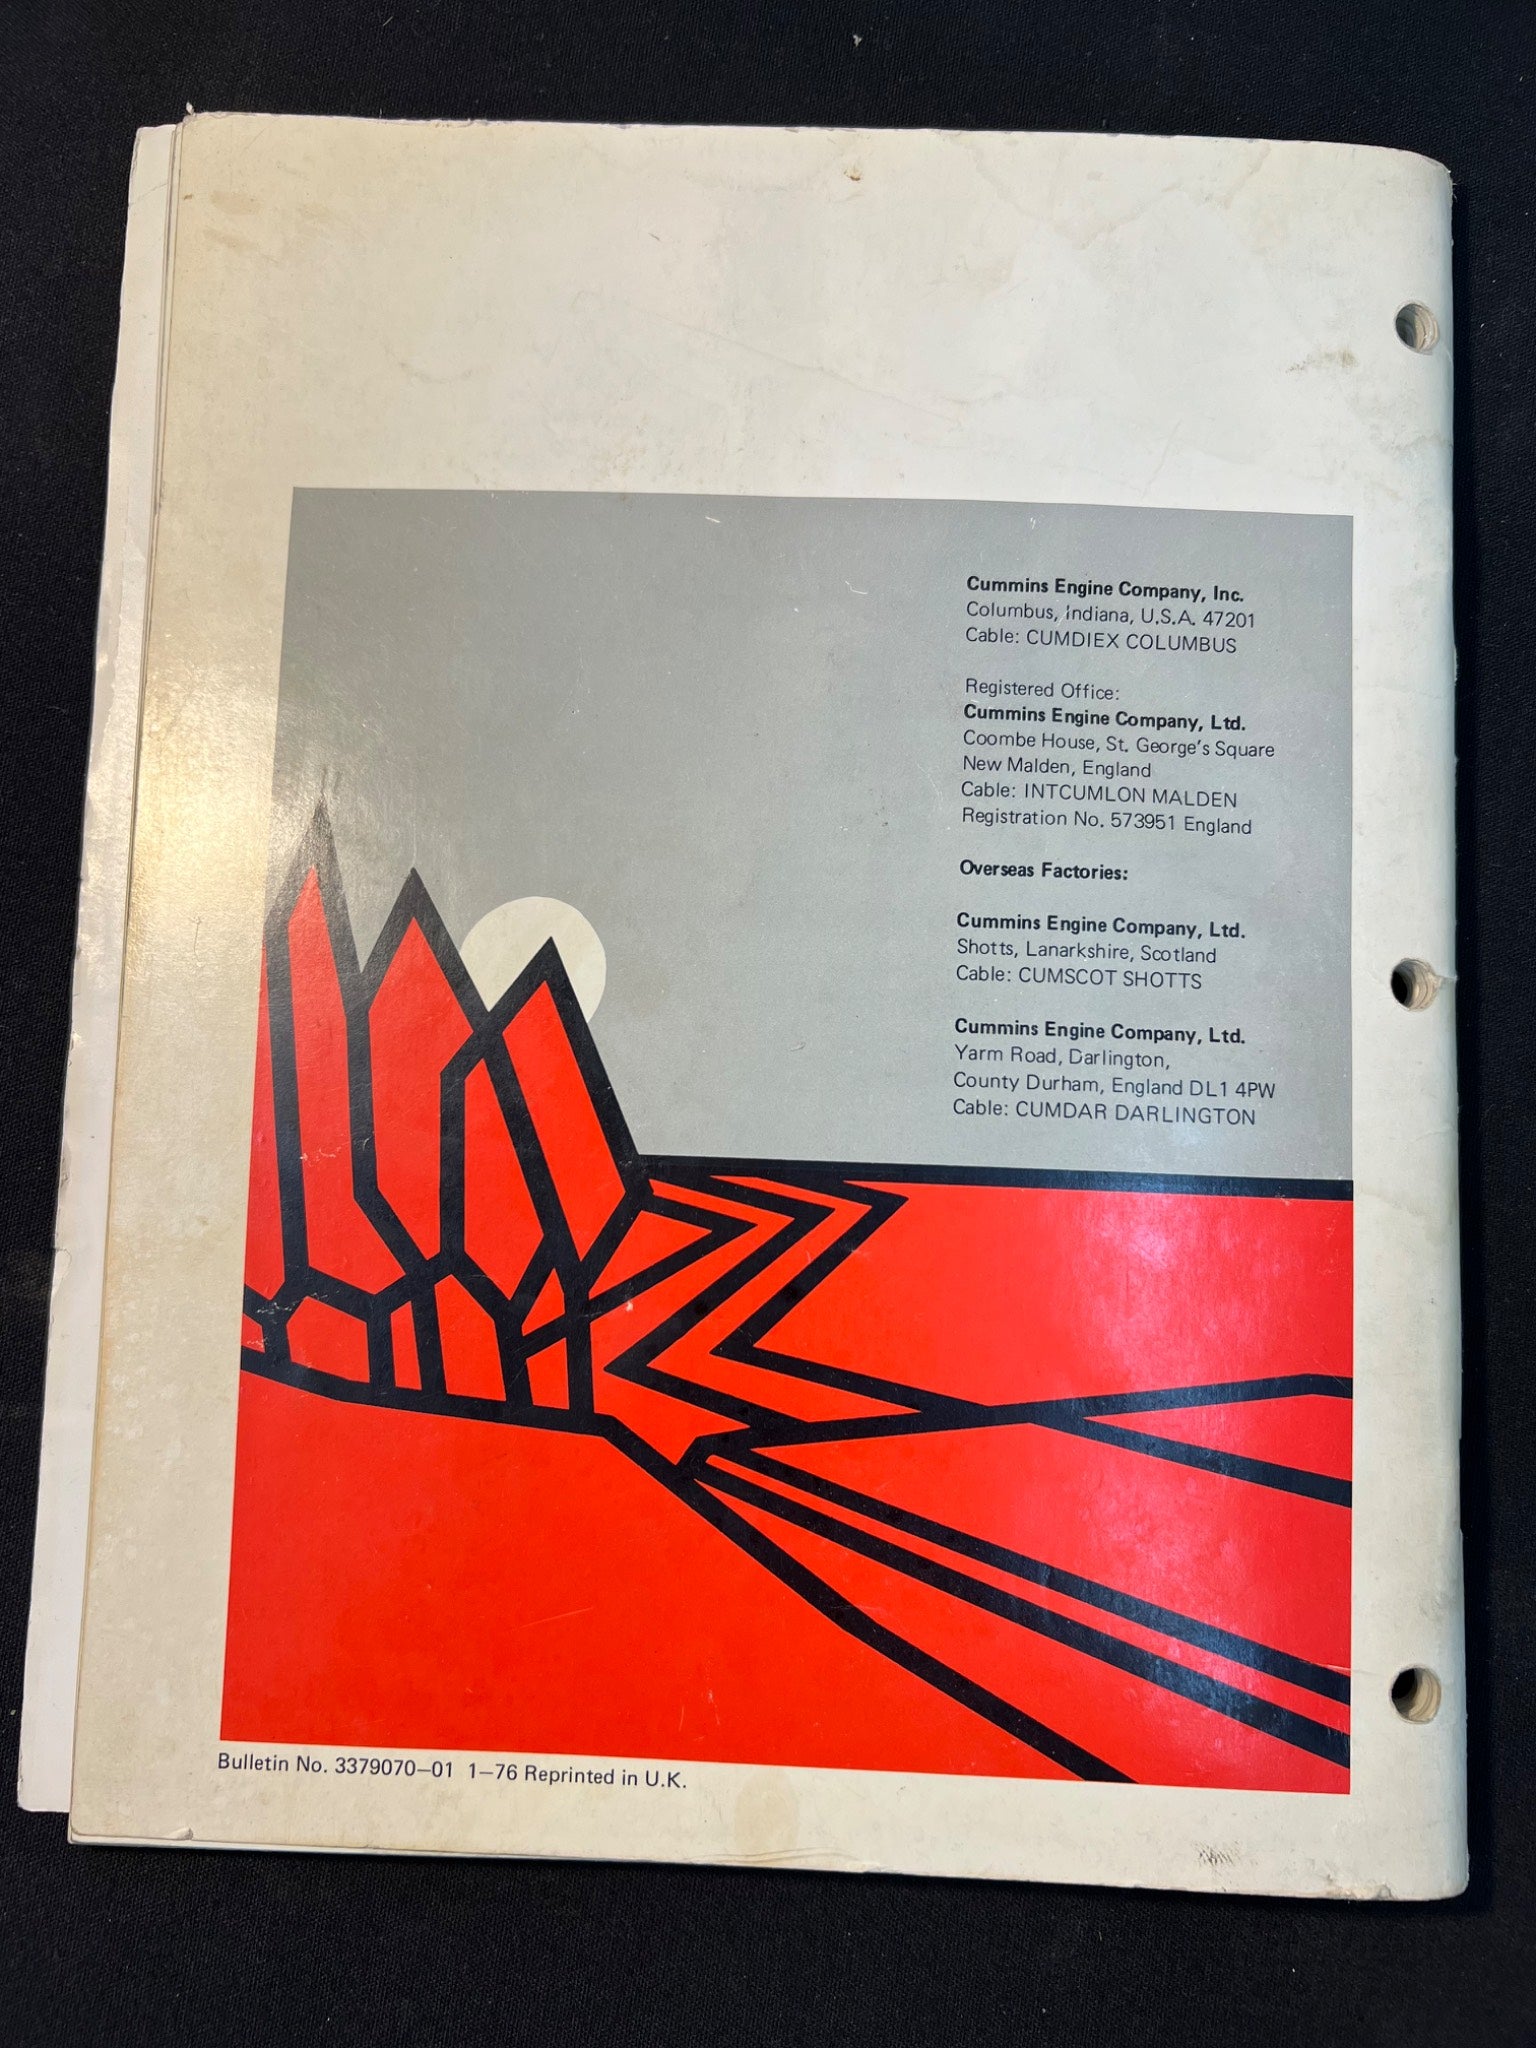 Cummins Engine Company, Inc.
Columbus, Indiana, U.S.A. 47201
Cable: CUMDIEX COLUMBUS
Registered Office:
Cummins Engine Company, Ltd.
Coombe House, St. George's Square
New Malden, England
Cable: INTCUMLON MALDEN
Registration No. 573951 England
Overseas Factories:
Cummins Engine Company, Ltd.
Shotts, Lanarkshire, Scotland
Cable: CUMSCOT SHOTTS
Cummins Engine Company, Ltd.
Yarm Road, Darlington,
County Durham, England DL1 4PW
Cable: CUMDAR DARLINGTON
Bulletin No. 3379070–01 1–76 Reprinted in U.K.